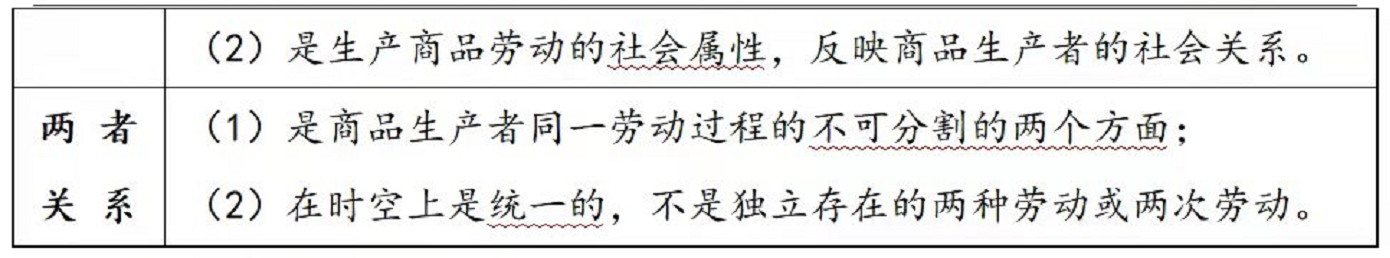 （2）是生产商品劳动的社会属性，反映商品生产者的社会关系。
两者
关系
（1）是商品生产者同一劳动过程的不可分割的两个方面；
（2）在时空上是统一的，不是独立存在的两种劳动或两次劳动。